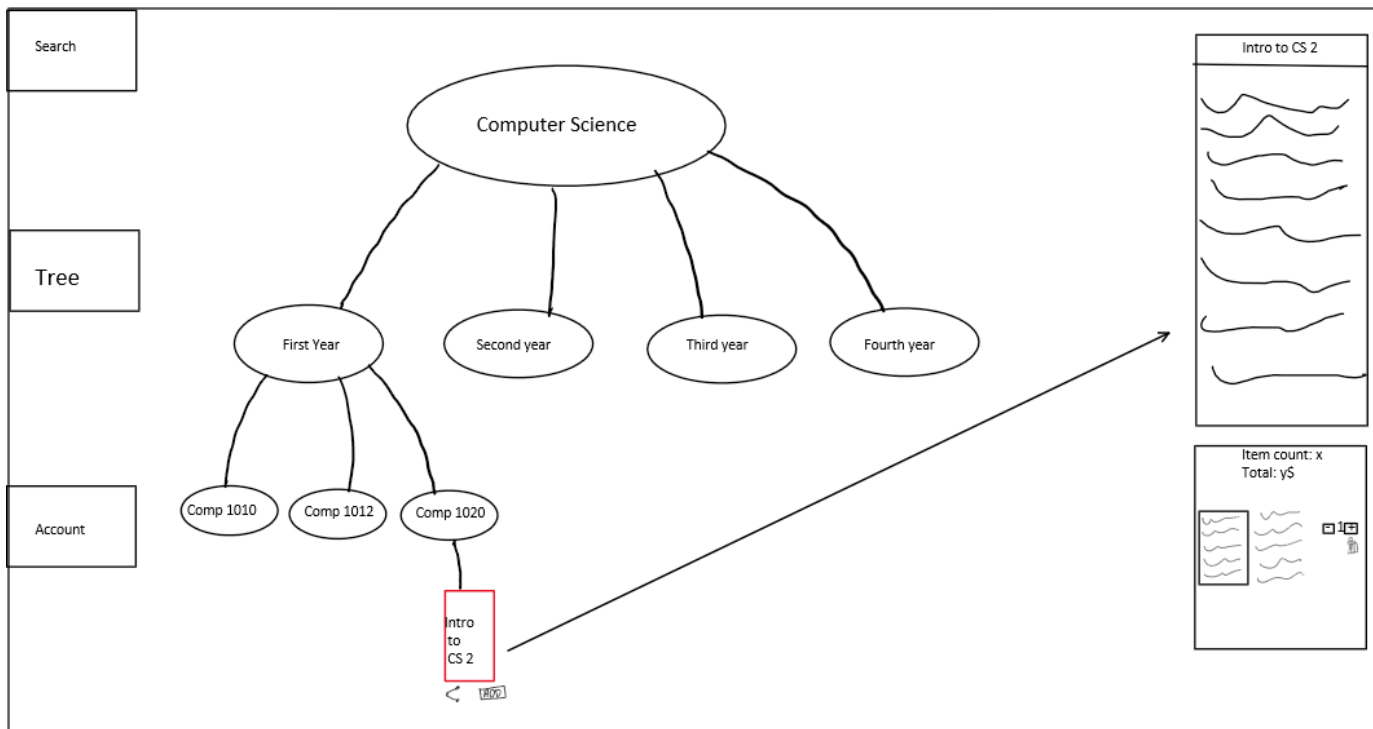 Search
Intro to CS 2
Computer Science
Tree
First Year
Second year
Third year
Fourth year
Item count: x
Total: y$
Comp 1010
Comp 1012
Comp 1020
Account
- 1 +
Intro
to
CS 2
ADD